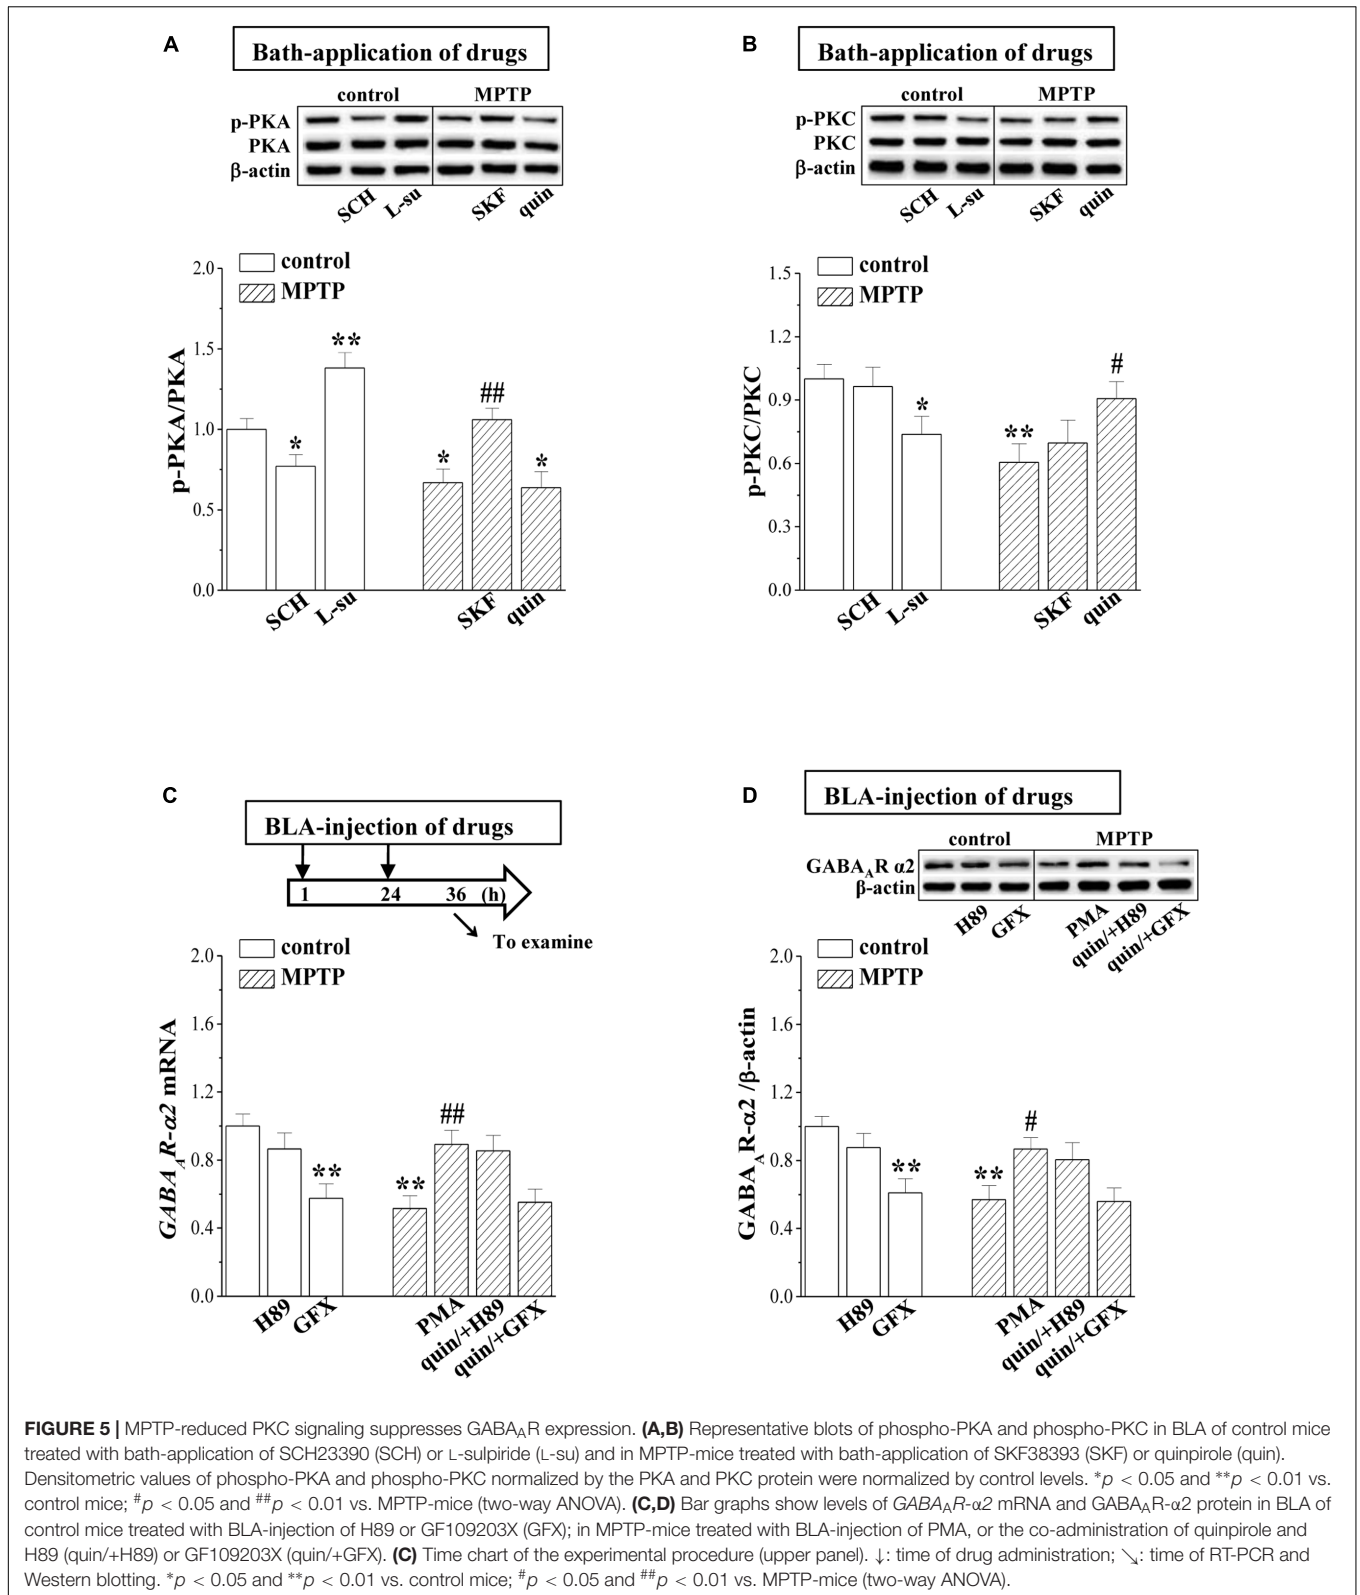 A
Bath-application of drugs
control MPTP
p-PKA
PKA
β-actin
SCH L-su SKF quin
2.0
1.5
1.0
0.5
0.0
p-PKA/PKA
control
MPTP
*
**
*
##
*
SCH L-su SKF quin
B
Bath-application of drugs
control MPTP
p-PKC
PKC
β-actin
SCH L-su SKF quin
1.5
1.2
0.9
0.6
0.3
0.0
p-PKC/PKC
control
MPTP
*
**
#
SCH L-su SKF quin
C
BLA-injection of drugs
1 24 36 (h)
To examine
control
MPTP
2.0
1.6
1.2
0.8
0.4
0.0
GABA_AR-α2 mRNA
**
**
##
H89 GFX PMA quin/+H89 quin/+GFX
D
BLA-injection of drugs
control MPTP
GABA_AR α2
β-actin
H89 GFX PMA quin/+H89 quin/+GFX
control
MPTP
2.0
1.6
1.2
0.8
0.4
0.0
GABA_AR-α2 /β-actin
**
**
#
H89 GFX PMA quin/+H89 quin/+GFX
FIGURE 5 | MPTP-reduced PKC signaling suppresses GABA_AR expression. (A,B) Representative blots of phospho-PKA and phospho-PKC in BLA of control mice
treated with bath-application of SCH23390 (SCH) or L-sulpiride (L-su) and in MPTP-mice treated with bath-application of SKF38393 (SKF) or quinpirole (quin).
Densitometric values of phospho-PKA and phospho-PKC normalized by the PKA and PKC protein were normalized by control levels. *p < 0.05 and **p < 0.01 vs.
control mice; #p < 0.05 and ##p < 0.01 vs. MPTP-mice (two-way ANOVA). (C,D) Bar graphs show levels of GABA_AR-α2 mRNA and GABA_AR-α2 protein in BLA of
control mice treated with BLA-injection of H89 or GF109203X (GFX); in MPTP-mice treated with BLA-injection of PMA, or the co-administration of quinpirole and
H89 (quin/+H89) or GF109203X (quin/+GFX). (C) Time chart of the experimental procedure (upper panel). ↓: time of drug administration; ↘: time of RT-PCR and
Western blotting. *p < 0.05 and **p < 0.01 vs. control mice; #p < 0.05 and ##p < 0.01 vs. MPTP-mice (two-way ANOVA).